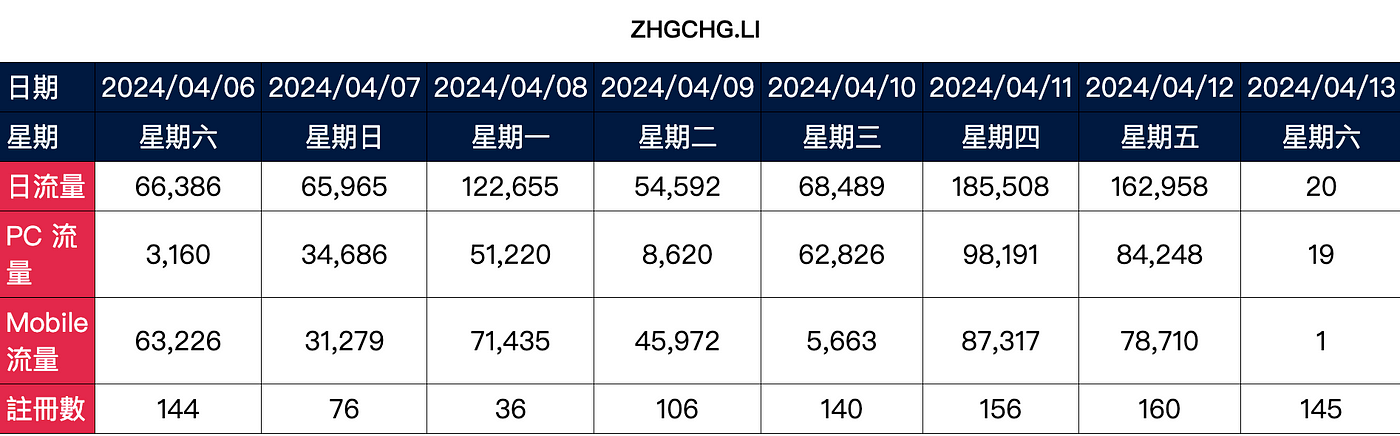 ZHGCHG.LI
日期 2024/04/06 2024/04/07 2024/04/08 2024/04/09 2024/04/10 2024/04/11 2024/04/12 2024/04/13
星期 星期六 星期日 星期一 星期二 星期三 星期四 星期五 星期六
日流量 66,386 65,965 122,655 54,592 68,489 185,508 162,958 20
PC 流
量 3,160 34,686 51,220 8,620 62,826 98,191 84,248 19
Mobile
流量 63,226 31,279 71,435 45,972 5,663 87,317 78,710 1
註冊數 144 76 36 106 140 156 160 145